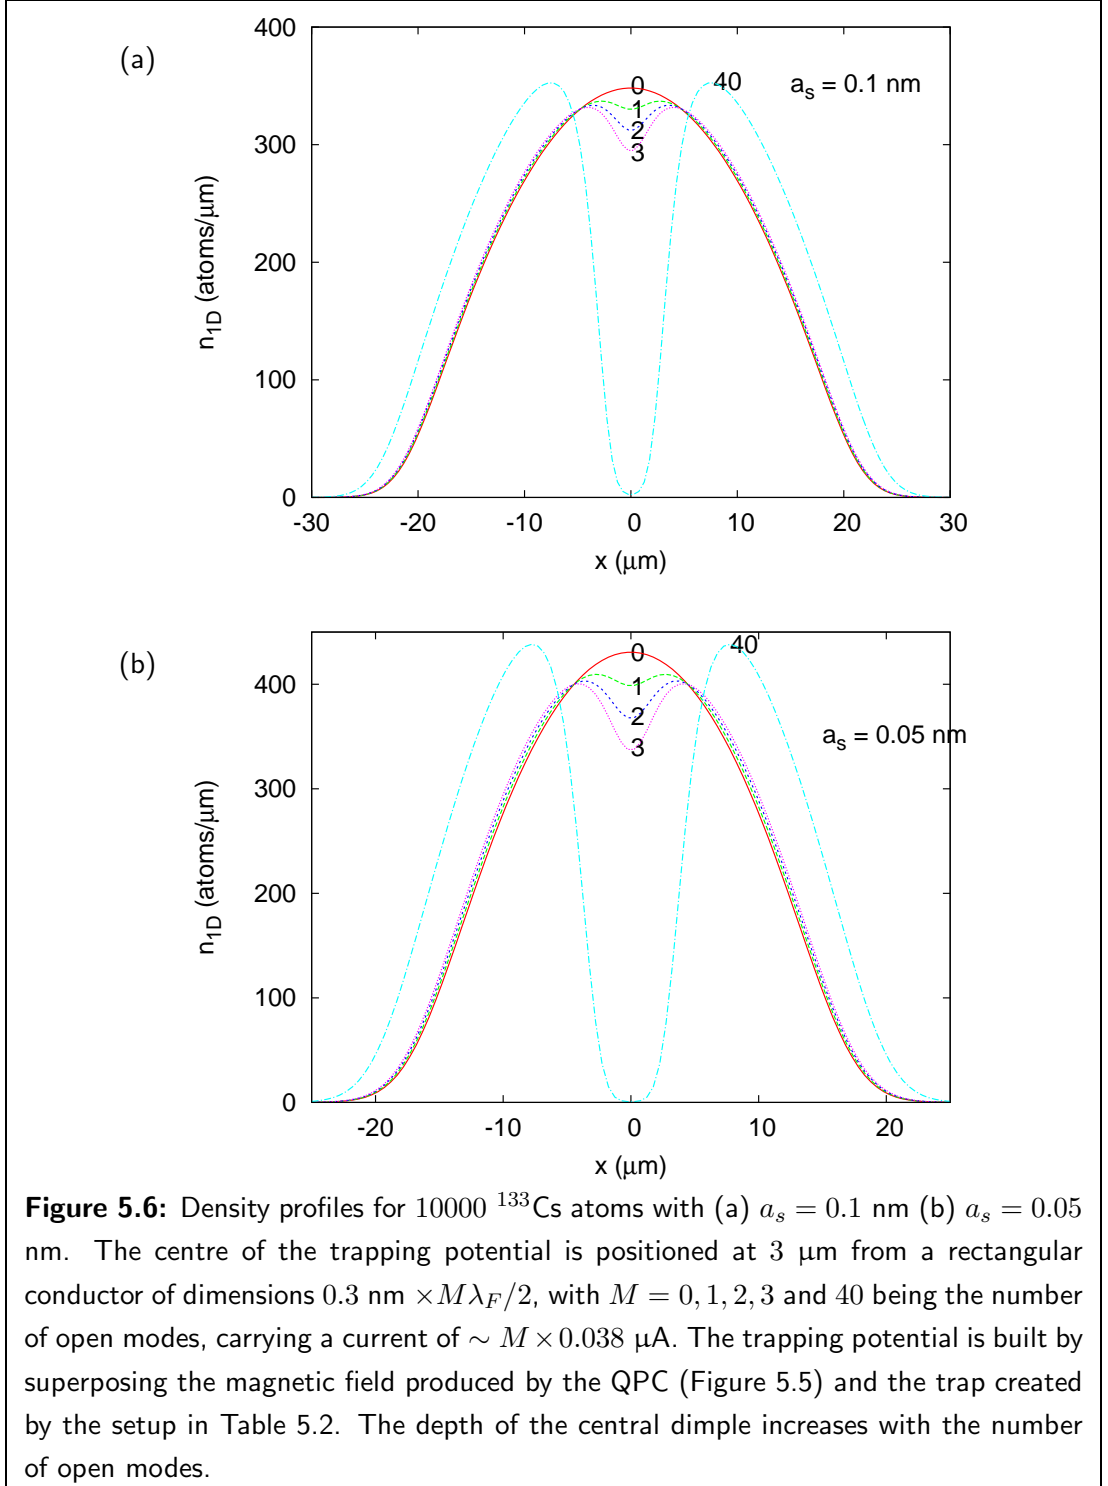 (a)
400
300
200
100
0
n1D (atoms/μm)
0
1
2
3
40
as = 0.1 nm
-30 -20 -10 0 10 20 30
x (μm)
(b)
400
300
200
100
0
n1D (atoms/μm)
0
1
2
3
40
as = 0.05 nm
-20 -10 0 10 20
x (μm)
Figure 5.6: Density profiles for 10000 ¹³³Cs atoms with (a) as = 0.1 nm (b) as = 0.05
nm. The centre of the trapping potential is positioned at 3 μm from a rectangular
conductor of dimensions 0.3 nm ×MλF/2, with M = 0, 1, 2, 3 and 40 being the number
of open modes, carrying a current of ∼ M × 0.038 μA. The trapping potential is built by
superposing the magnetic field produced by the QPC (Figure 5.5) and the trap created
by the setup in Table 5.2. The depth of the central dimple increases with the number
of open modes.